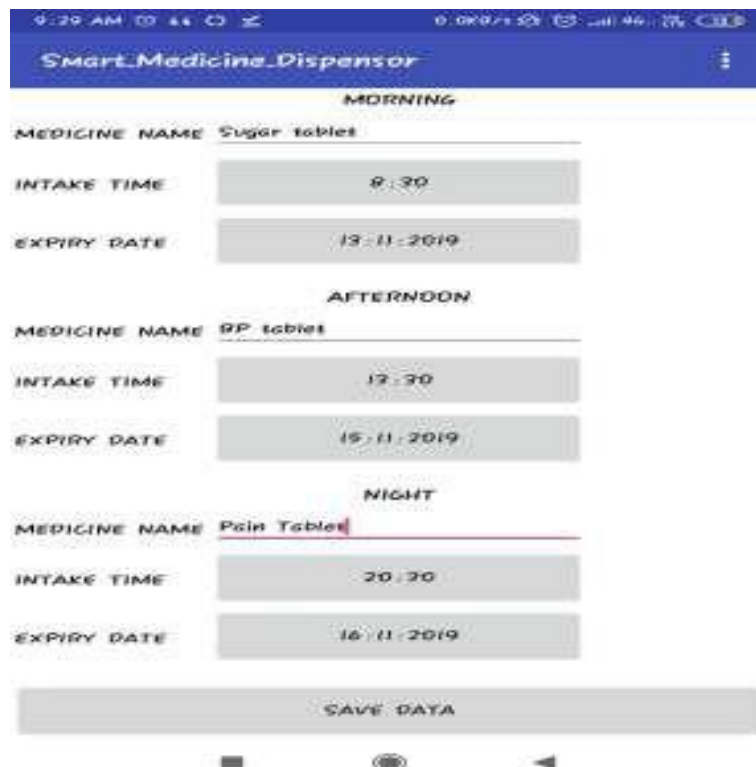 9:29 AM
Smart_Medicine_Dispensor
MORNING
MEDICINE NAME Sugar tablet
INTAKE TIME 8:30
EXPIRY DATE 13-11-2019
AFTERNOON
MEDICINE NAME BP tablet
INTAKE TIME 13:30
EXPIRY DATE 15-11-2019
NIGHT
MEDICINE NAME Pain Tablet
INTAKE TIME 20:30
EXPIRY DATE 16-11-2019
SAVE DATA